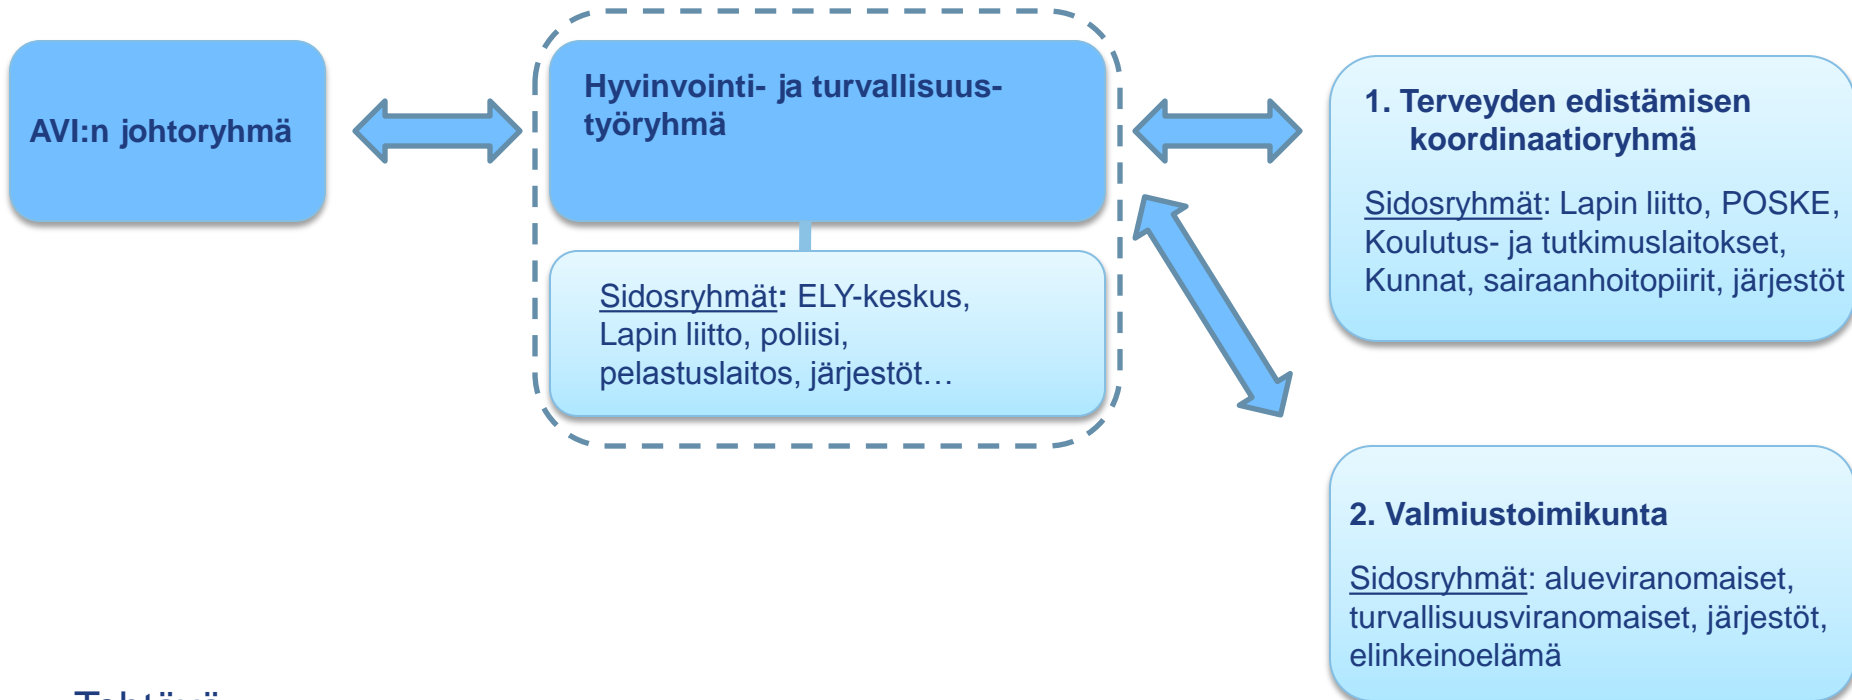 AVI:n johtoryhmä
Hyvinvointi- ja turvallisuus-
työryhmä
Sidosryhmät: ELY-keskus,
Lapin liitto, poliisi,
pelastuslaitos, järjestöt…
1. Terveyden edistämisen
koordinaatioryhmä
Sidosryhmät: Lapin liitto, POSKE,
Koulutus- ja tutkimuslaitokset,
Kunnat, sairaanhoitopiirit, järjestöt
2. Valmiustoimikunta
Sidosryhmät: alueviranomaiset,
turvallisuusviranomaiset, järjestöt,
elinkeinoelämä
Tehtävä